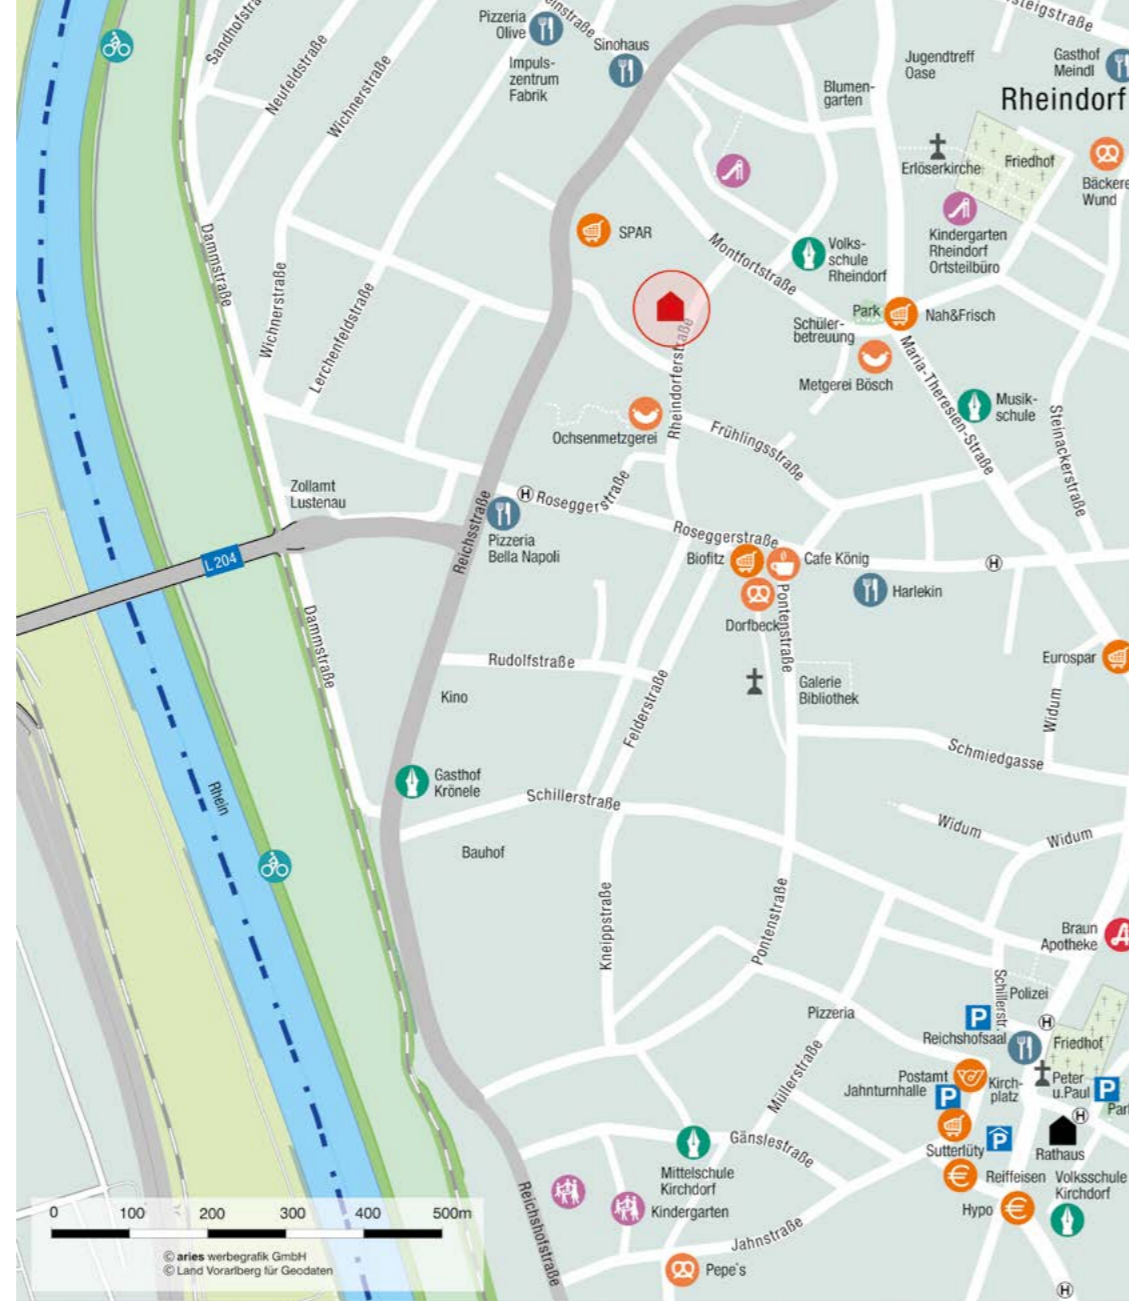 Sandhofstra
Neufeldstraße
Wichnerstraße
Pizzeria
Olive
einstraße
Sinohaus
Impuls-
zentrum
Fabrik
steigstraße
Jugendtreff
Oase
Gasthof
Meindl
Blumen-
garten
Rheindorf
Erlöserkirche
Friedhof
Bäckere
Wund
Dammstraße
SPAR
Montfortstraße
Volks-
schule
Rheindorf
Kindergarten
Rheindorf
Ortsteilbüro
Wichnerstraße
Lerchenfeldstraße
Park
Nah&Frisch
Schüler-
betreuung
Metgerei Bösch
Rheindorferstraße
Maria-Theresien-Straße
Musik-
schule
Steinackerstraße
Ochsenmetzgerei
Frühlingsstraße
Zollamt
Lustenau
H
Roseggerstraße
Reichsstraße
Pizzeria
Bella Napoli
Roseggerstraße
L 204
Biofitz
Cafe König
H
Harlekin
Dorfbeck
Pontenstraße
Dammstraße
Rudolfstraße
Eurospar
Kino
Felderstraße
Galerie
Bibliothek
Widum
Schmiedgasse
Gasthof
Krönele
Schillerstraße
Rhein
Widum
Widum
Bauhof
Kneippstraße
Pontenstraße
Braun
Apotheke
A
Schillerstr.
Polizei
Pizzeria
P
H
Reichshofsaal
Friedhof
Müllerstraße
Postamt
Kirch-
platz
Peter
u.Paul
P
Jahnturnhalle
P
Park
H
Gänslestraße
Sutterlüty
P
Rathaus
Mittelschule
Kirchdorf
€
Reiffeisen
Volksschule
Kirchdorf
Kindergarten
Hypo
€
Reichshofstraße
Jahnstraße
Pepe`s
H
0 100 200 300 400 500m
© aries werbegrafik GmbH
© Land Vorarlberg für Geodaten